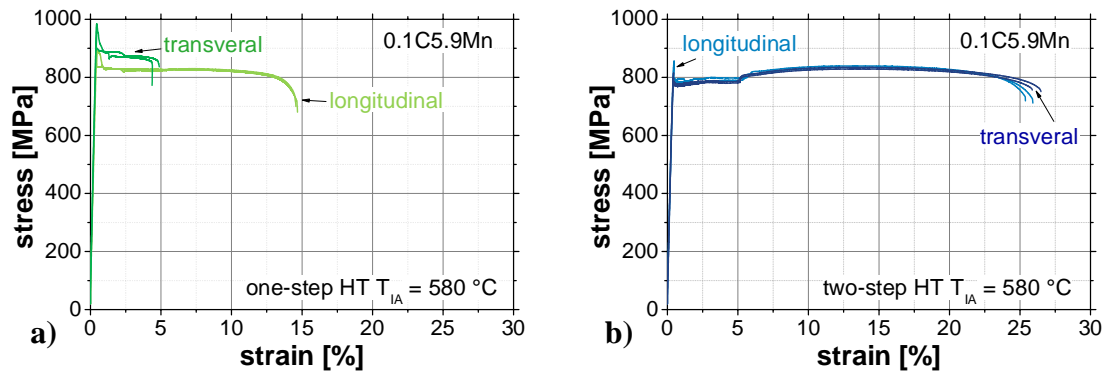 1000
800
600
400
200
0
stress [MPa]
transveral
0.1C5.9Mn
longitudinal
one-step HT T_IA = 580 °C
0 5 10 15 20 25 30
strain [%]
a)
1000
800
600
400
200
0
stress [MPa]
longitudinal
0.1C5.9Mn
transveral
two-step HT T_IA = 580 °C
0 5 10 15 20 25 30
strain [%]
b)